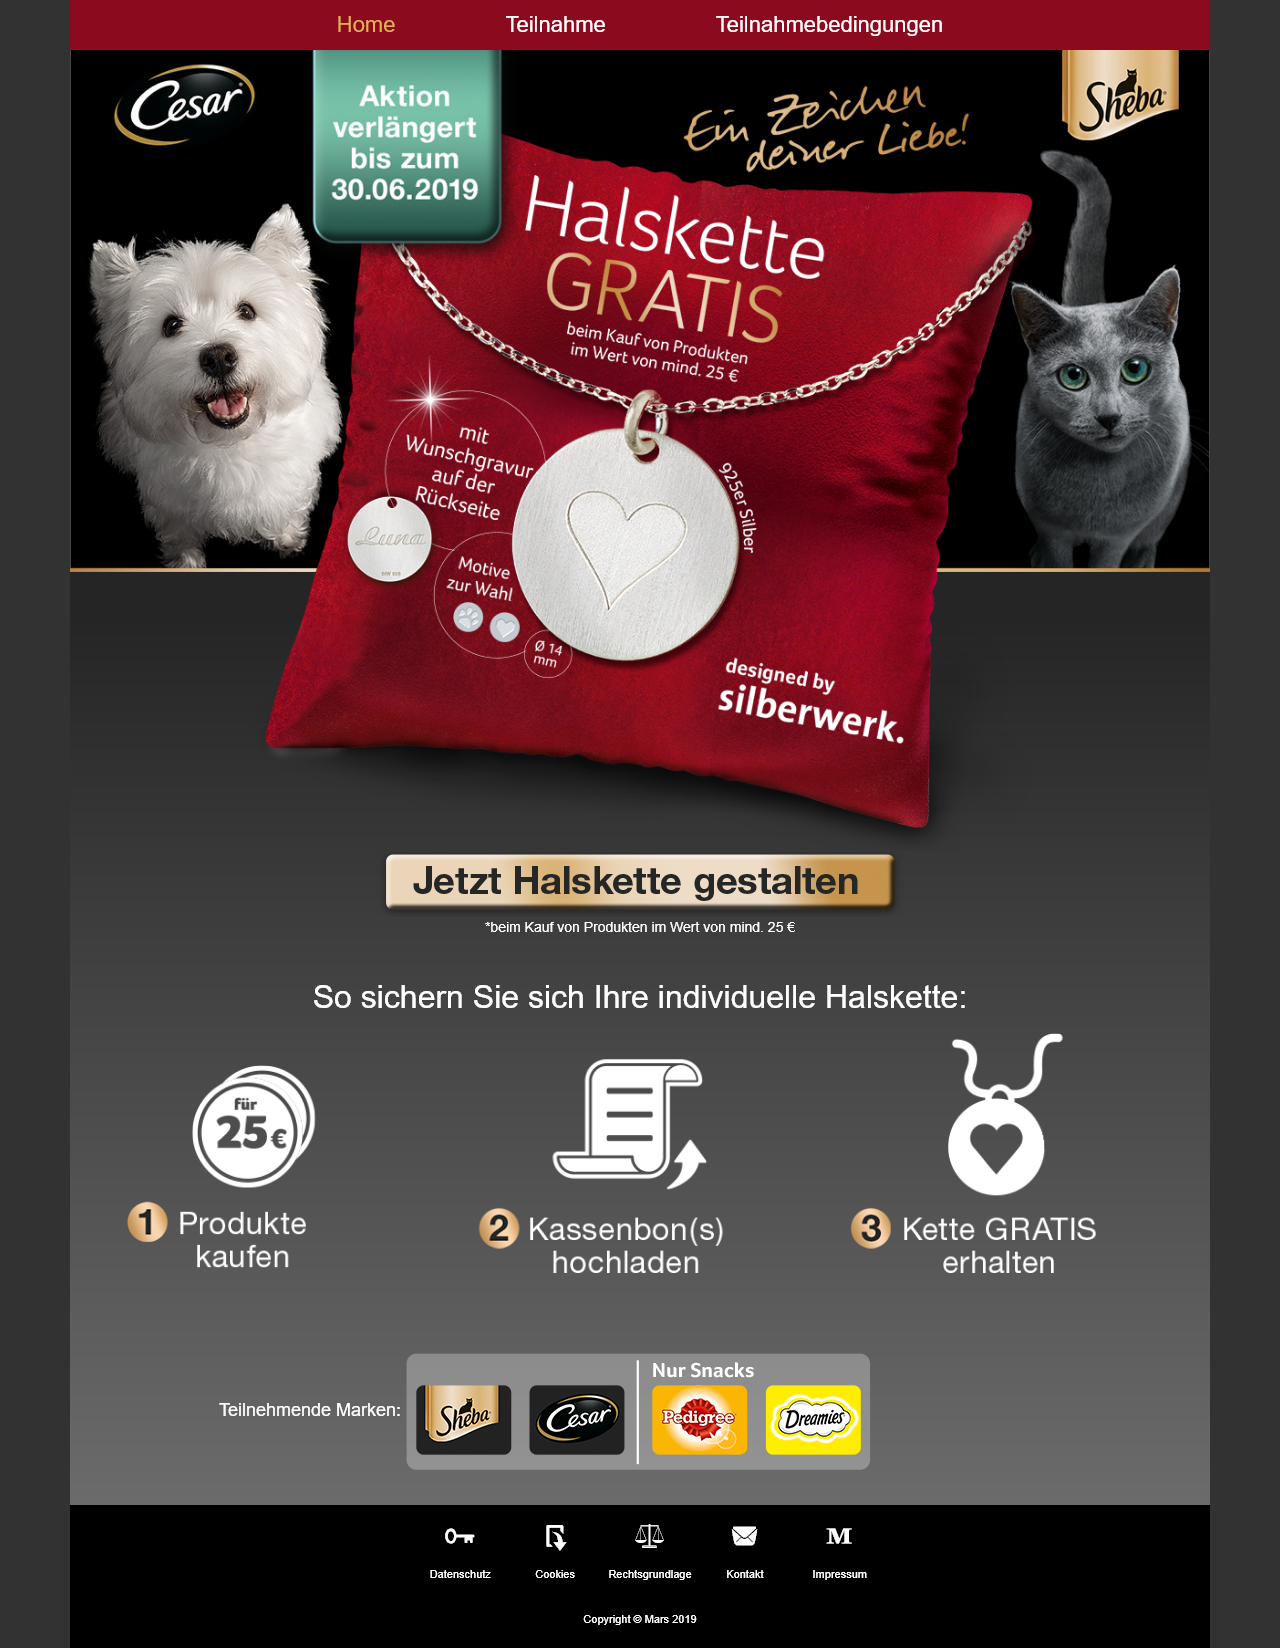 Home
Teilnahme
Teilnahmebedingungen
Cesar
Aktion
verlängert
bis zum
30.06.2019
Ein Zeichen
deiner Liebe!
Sheba
Halskette
GRATIS
beim Kauf von Produkten
im Wert von mind. 25 €
mit
Wunschgravur
auf der
Rückseite
925er Silber
Luna
Motive
zur Wahl
Ø 14
mm
designed by
silberwerk.
Jetzt Halskette gestalten
*beim Kauf von Produkten im Wert von mind. 25 €
So sichern Sie sich Ihre individuelle Halskette:
für
25 €
1 Produkte
kaufen
2 Kassenbon(s)
hochladen
3 Kette GRATIS
erhalten
Teilnehmende Marken:
Sheba
Cesar
Nur Snacks
Pedigree
Dreamies
M
Datenschutz
Cookies
Rechtsgrundlage
Kontakt
Impressum
Copyright © Mars 2019